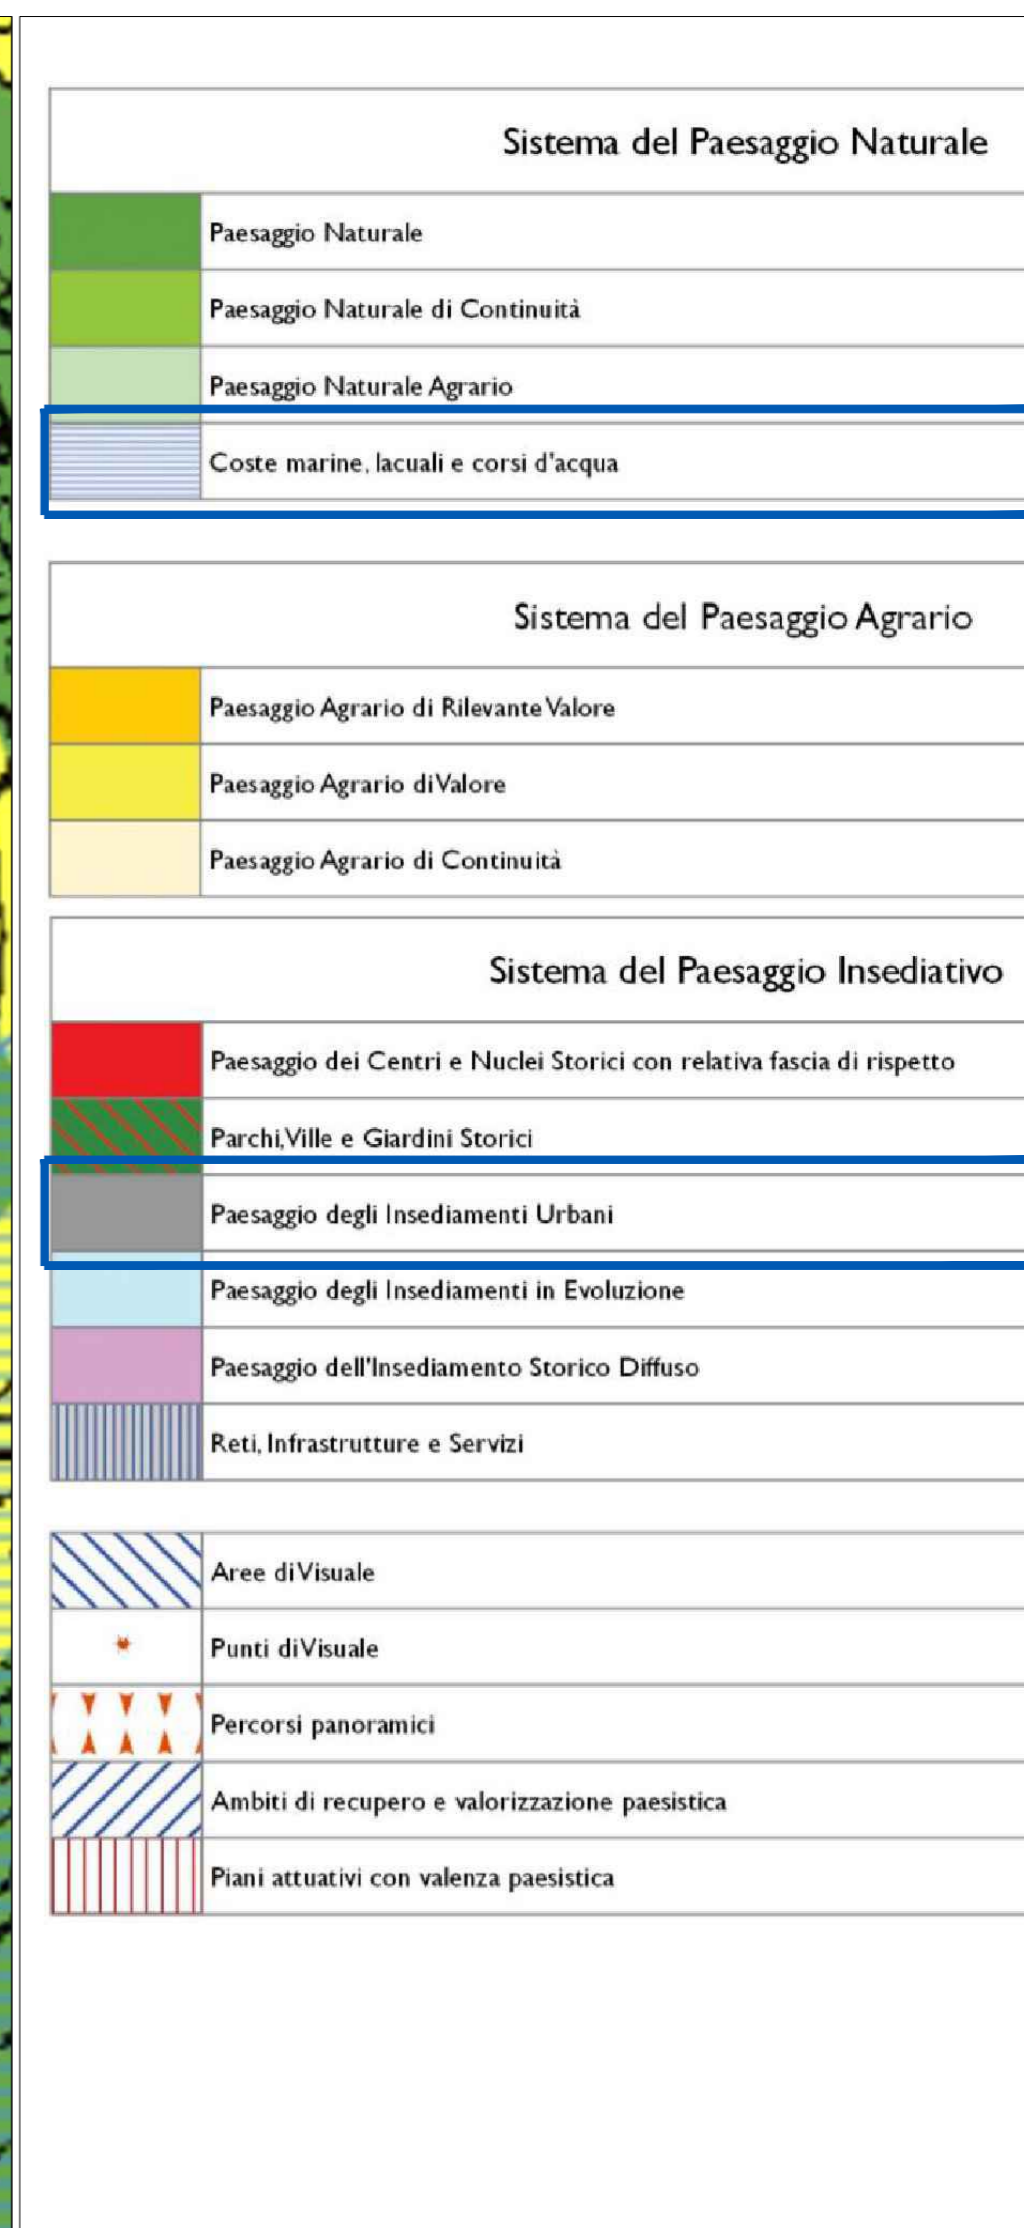 Sistema del Paesaggio Naturale
Paesaggio Naturale
Paesaggio Naturale di Continuità
Paesaggio Naturale Agrario
Coste marine, lacuali e corsi d'acqua
Sistema del Paesaggio Agrario
Paesaggio Agrario di Rilevante Valore
Paesaggio Agrario di Valore
Paesaggio Agrario di Continuità
Sistema del Paesaggio Insediativo
Paesaggio dei Centri e Nuclei Storici con relativa fascia di rispetto
Parchi, Ville e Giardini Storici
Paesaggio degli Insediamenti Urbani
Paesaggio degli Insediamenti in Evoluzione
Paesaggio dell'Insediamento Storico Diffuso
Reti, Infrastrutture e Servizi
Aree di Visuale
Punti di Visuale
Percorsi panoramici
Ambiti di recupero e valorizzazione paesistica
Piani attuativi con valenza paesistica